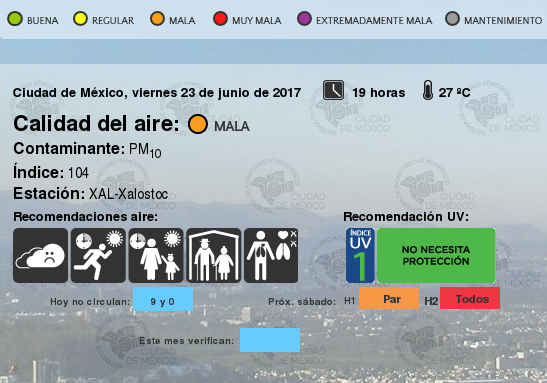 BUENA REGULAR MALA MUY MALA EXTREMADAMENTE MALA MANTENIMIENTO
Ciudad de México, viernes 23 de junio de 2017 19 horas 27 ºC
Calidad del aire: MALA
Contaminante: PM10
Índice: 104
Estación: XAL-Xalostoc
Recomendaciones aire: Recomendación UV:
ÍNDICE
UV
1
NO NECESITA
PROTECCIÓN
Hoy no circulan: 9 y 0 Próx. sábado: H1 Par H2 Todos
Este mes verifican:
CIUDAD
DE MÉXICO